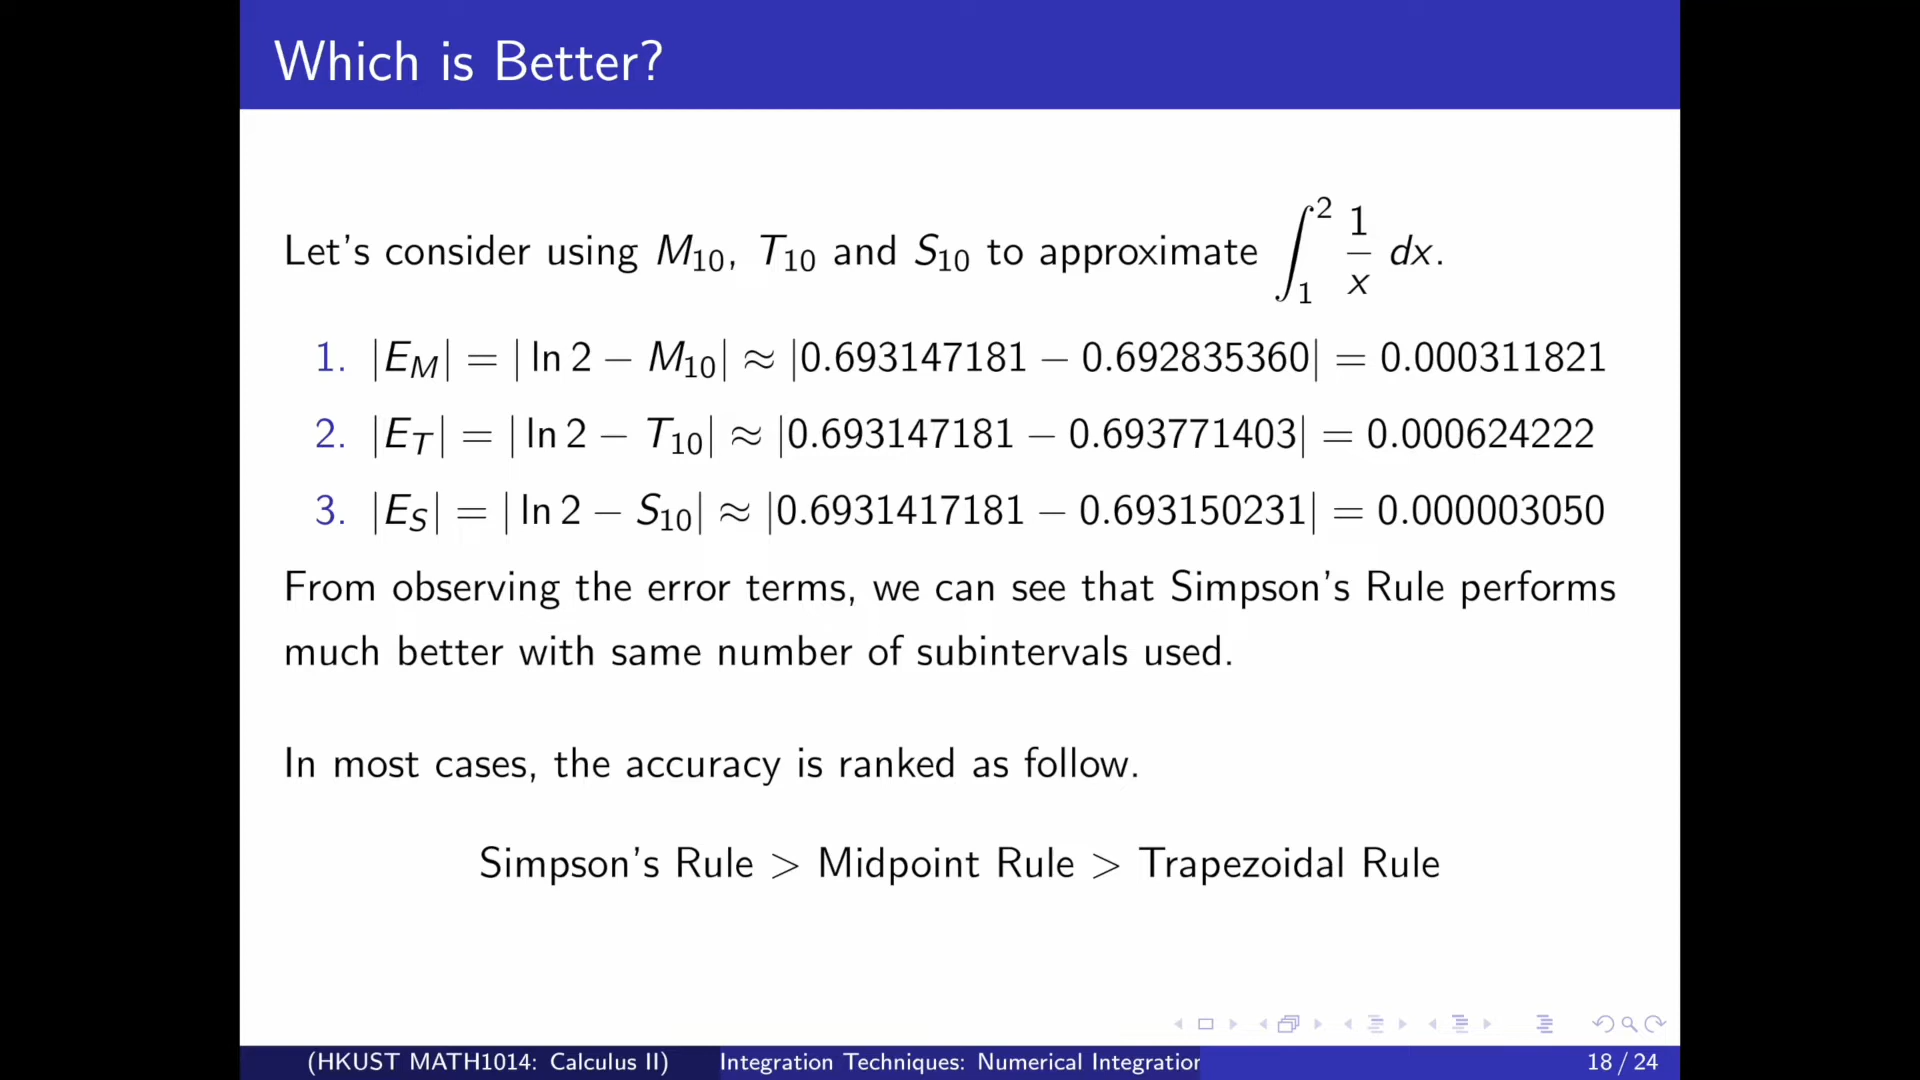 Which is Better?
Let's consider using M₁₀, T₁₀ and S₁₀ to approximate ∫₁² 1/x dx.
1. |E_M| = | ln 2 − M₁₀| ≈ |0.693147181 − 0.692835360| = 0.000311821
2. |E_T| = | ln 2 − T₁₀| ≈ |0.693147181 − 0.693771403| = 0.000624222
3. |E_S| = | ln 2 − S₁₀| ≈ |0.6931417181 − 0.693150231| = 0.000003050
From observing the error terms, we can see that Simpson's Rule performs
much better with same number of subintervals used.
In most cases, the accuracy is ranked as follow.
Simpson's Rule > Midpoint Rule > Trapezoidal Rule
(HKUST MATH1014: Calculus II) Integration Techniques: Numerical Integration 18 / 24